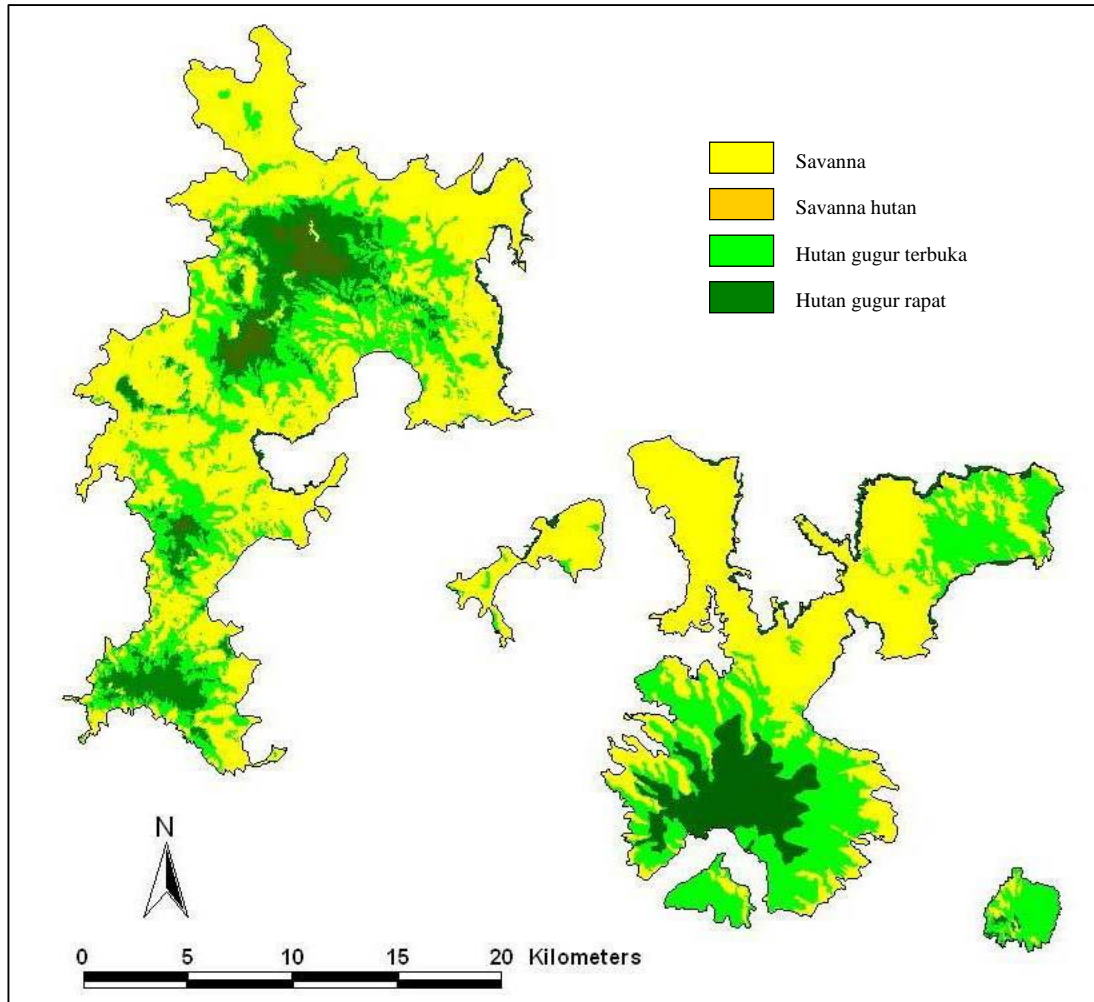 Savanna
Savanna hutan
Hutan gugur terbuka
Hutan gugur rapat
N
0 5 10 15 20 Kilometers